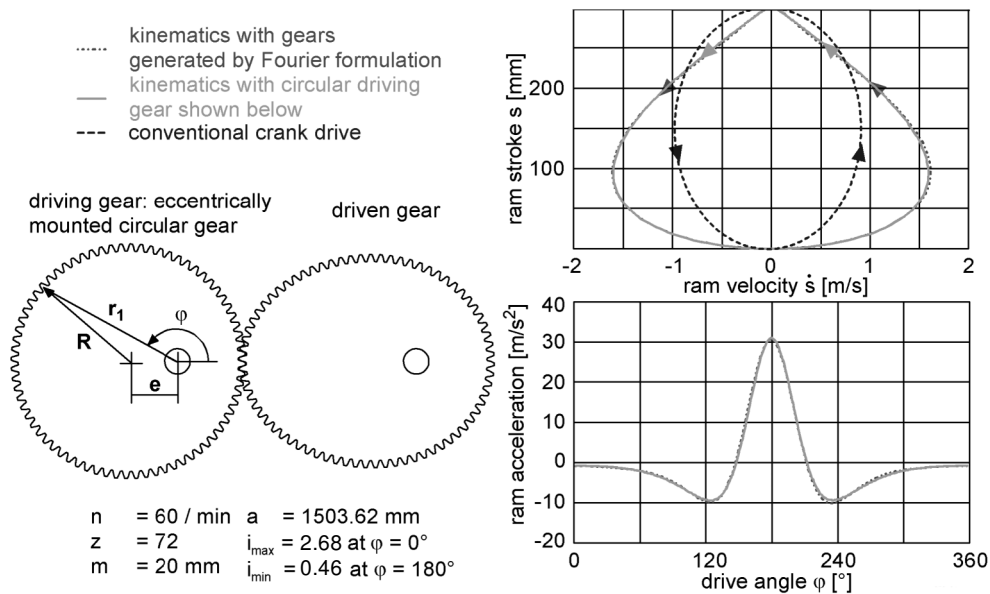 kinematics with gears
generated by Fourier formulation
kinematics with circular driving
gear shown below
conventional crank drive
driving gear: eccentrically
mounted circular gear
driven gear
r₁
φ
R
e
n = 60 / min a = 1503.62 mm
z = 72 iₘₐₓ = 2.68 at φ = 0°
m = 20 mm iₘᵢₙ = 0.46 at φ = 180°
ram stroke s [mm]
200
100
-2 -1 0 1 2
ram velocity ṡ [m/s]
ram acceleration [m/s²]
40
30
20
10
0
-10
-20
0 120 240 360
drive angle φ [°]